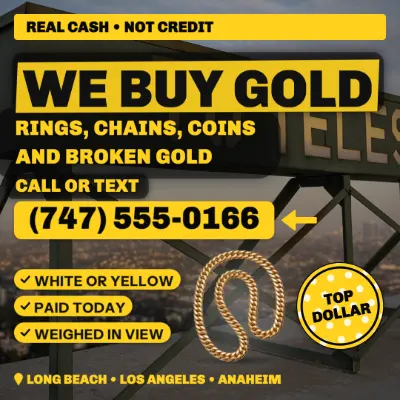 REAL CASH • NOT CREDIT
WE BUY GOLD
RINGS, CHAINS, COINS
AND BROKEN GOLD
CALL OR TEXT
(747) 555-0166
WHITE OR YELLOW
PAID TODAY
WEIGHED IN VIEW
TOP
DOLLAR
LONG BEACH • LOS ANGELES • ANAHEIM